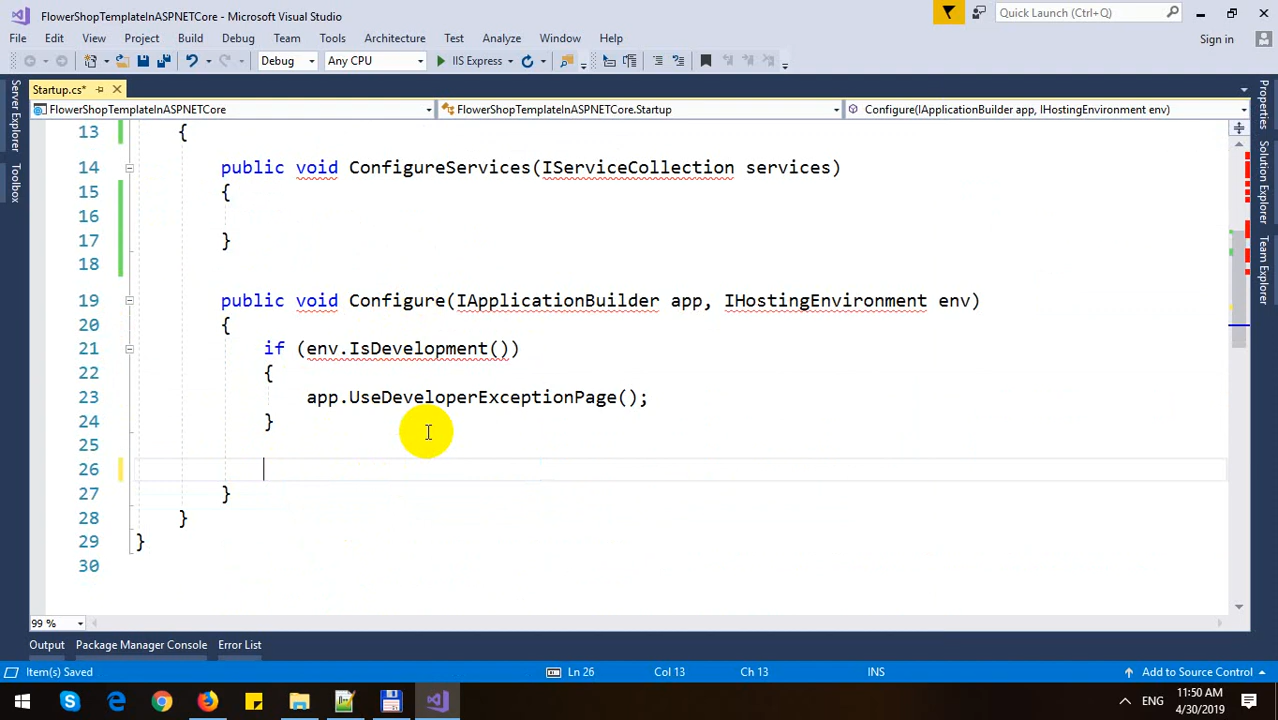 FlowerShopTemplateInASPNETCore - Microsoft Visual Studio
Quick Launch (Ctrl+Q)
File Edit View Project Build Debug Team Tools Architecture Test Analyze Window Help
Sign in
Debug Any CPU IIS Express
Startup.cs*
FlowerShopTemplateInASPNETCore FlowerShopTemplateInASPNETCore.Startup Configure(IApplicationBuilder app, IHostingEnvironment env)
Server Explorer
Toolbox
Properties
Solution Explorer
Team Explorer
13 {
14 public void ConfigureServices(IServiceCollection services)
15 {
16
17 }
18
19 public void Configure(IApplicationBuilder app, IHostingEnvironment env)
20 {
21 if (env.IsDevelopment())
22 {
23 app.UseDeveloperExceptionPage();
24 }
25
26
27 }
28 }
29 }
30
99 %
Output Package Manager Console Error List
Item(s) Saved Ln 26 Col 13 Ch 13 INS Add to Source Control
ENG 11:50 AM
4/30/2019